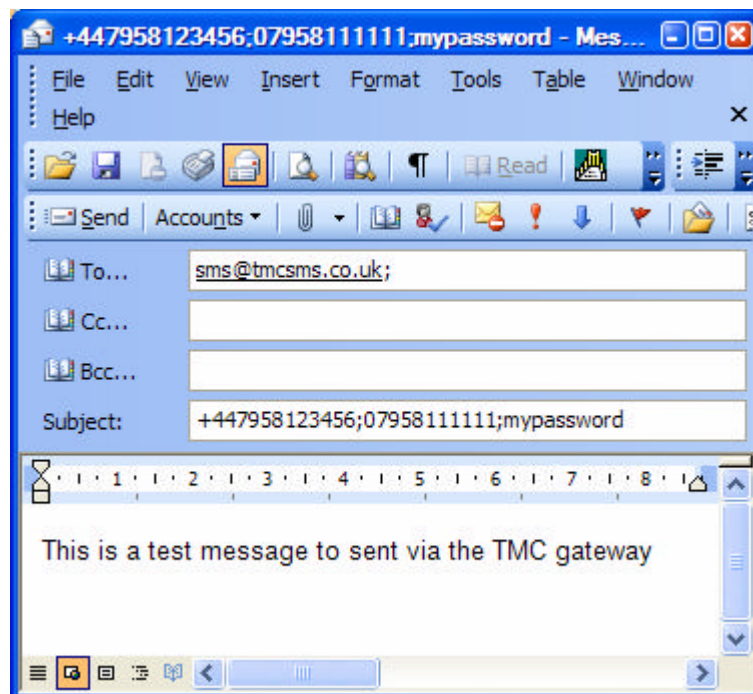 +447958123456;07958111111;mypassword - Mes...
File Edit View Insert Format Tools Table Window
Help
Read
Send Accounts
To... sms@tmcsms.co.uk;
Cc...
Bcc...
Subject: +447958123456;07958111111;mypassword
1 2 3 4 5 6 7 8
This is a test message to sent via the TMC gateway